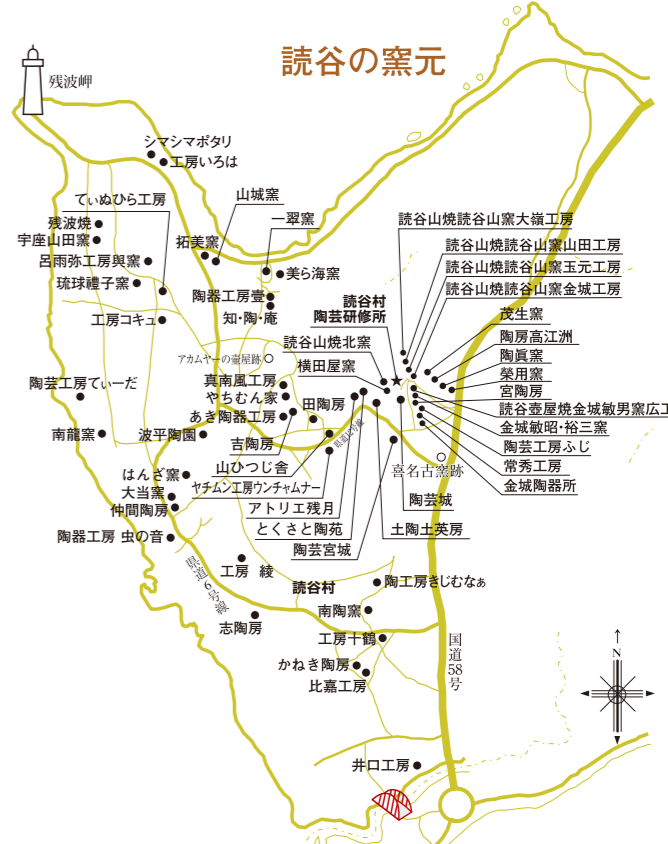 読谷の窯元
残波岬
シマシマポタリ
工房いろは
てぃぬひら工房
山城窯
一翠窯
残波焼
宇座山田窯
拓美窯
呂雨弥工房與窯
美ら海窯
琉球禮子窯
陶器工房壹
知・陶・庵
工房コキュ
読谷山焼読谷山窯大嶺工房
読谷山焼読谷山窯山田工房
読谷山焼読谷山窯玉元工房
読谷山焼読谷山窯金城工房
読谷村
陶芸研修所
茂生窯
陶房高江洲
陶眞窯
榮用窯
宮陶房
読谷壺屋焼金城敏男窯広工
金城敏昭・裕三窯
陶芸工房ふじ
常秀工房
金城陶器所
読谷山焼北窯
横田屋窯
アカムヤーの壷屋跡
真南風工房
やちむん家
あき陶器工房
田陶房
陶芸工房てぃーだ
南龍窯
波平陶園
吉陶房
県道12号線
山ひつじ舎
ヤチムン工房ウンチャムナー
アトリエ残月
とくさと陶苑
陶芸宮城
土陶土英房
陶芸城
喜名古窯跡
はんざ窯
大当窯
仲間陶房
陶器工房 虫の音
工房 綾
読谷村
陶工房きじむなぁ
県道6号線
志陶房
南陶窯
工房十鶴
かねき陶房
比嘉工房
国道58号
井口工房
N